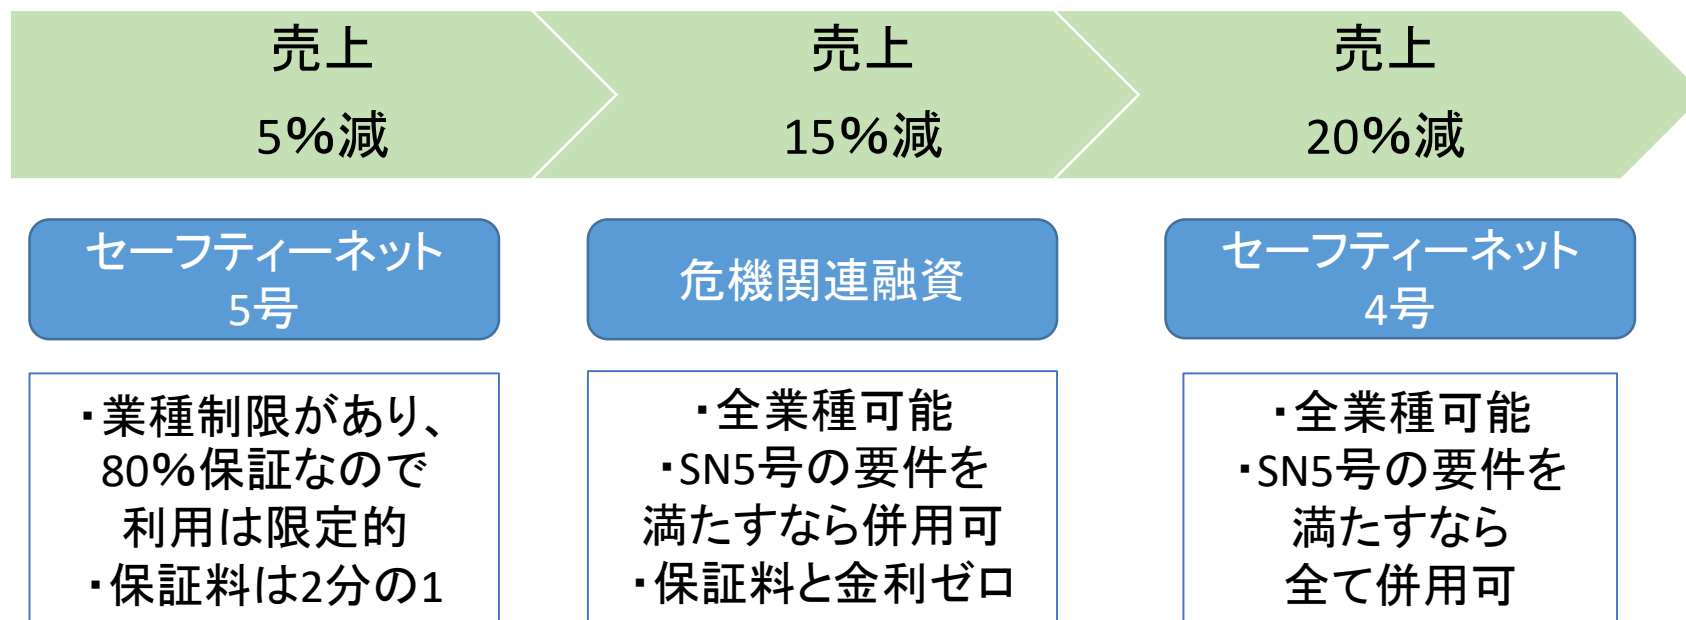 売上
5%減
売上
15%減
売上
20%減
セーフティーネット
5号
危機関連融資
セーフティーネット
4号
・業種制限があり、
80%保証なので
利用は限定的
・保証料は2分の1
・全業種可能
・SN5号の要件を
満たすなら併用可
・保証料と金利ゼロ
・全業種可能
・SN5号の要件を
満たすなら
全て併用可